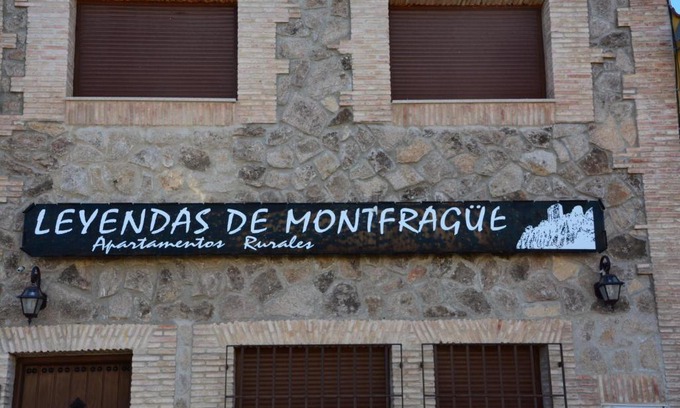 LEYENDAS DE MONTFRAGÜE
Apartamentos Rurales